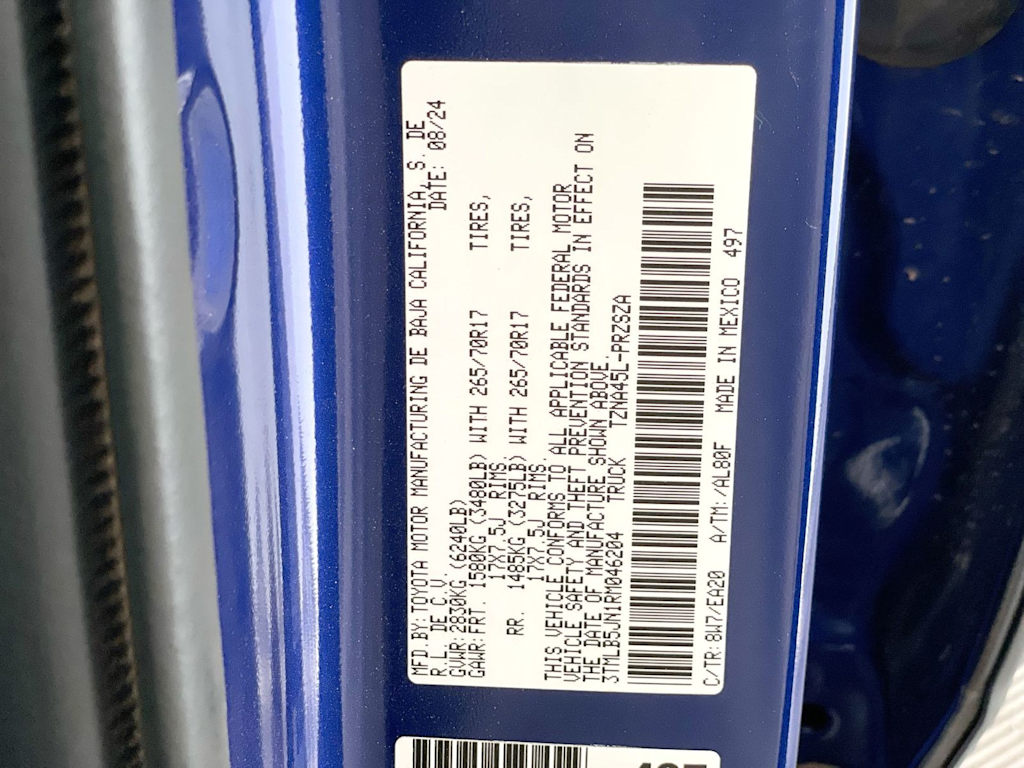 MFD.BY:TOYOTA MOTOR MANUFACTURING DE BAJA CALIFORNIA, S. DE
R.L. DE C.V. DATE: 08/24
GVWR:2830KG (6240LB)
GAWR:FRT. 1580KG (3480LB) WITH 265/70R17 TIRES,
17X7.5J RIMS
RR. 1485KG (3275LB) WITH 265/70R17 TIRES,
17X7.5J RIMS.
THIS VEHICLE CONFORMS TO ALL APPLICABLE FEDERAL MOTOR
VEHICLE SAFETY AND THEFT PREVENTION STANDARDS IN EFFECT ON
THE DATE OF MANUFACTURE SHOWN ABOVE.
3TMLB5JN1RM046204 TRUCK TZNA45L-PRZSZA
C/TR:8W7/EA20 A/TM:/AL80F MADE IN MEXICO 497